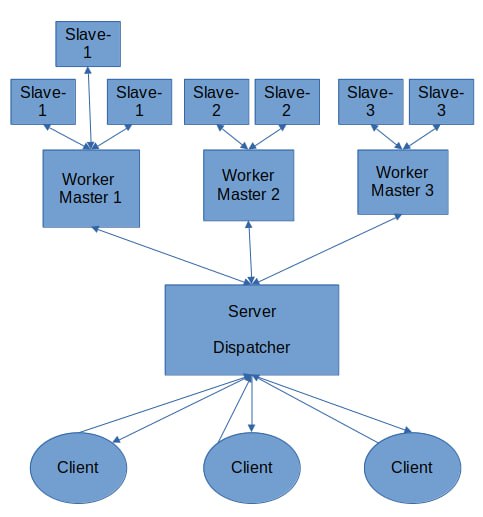 Slave-
1
Slave-
1
Slave-
1
Slave-
2
Slave-
2
Slave-
3
Slave-
3
Worker
Master 1
Worker
Master 2
Worker
Master 3
Server
Dispatcher
Client
Client
Client